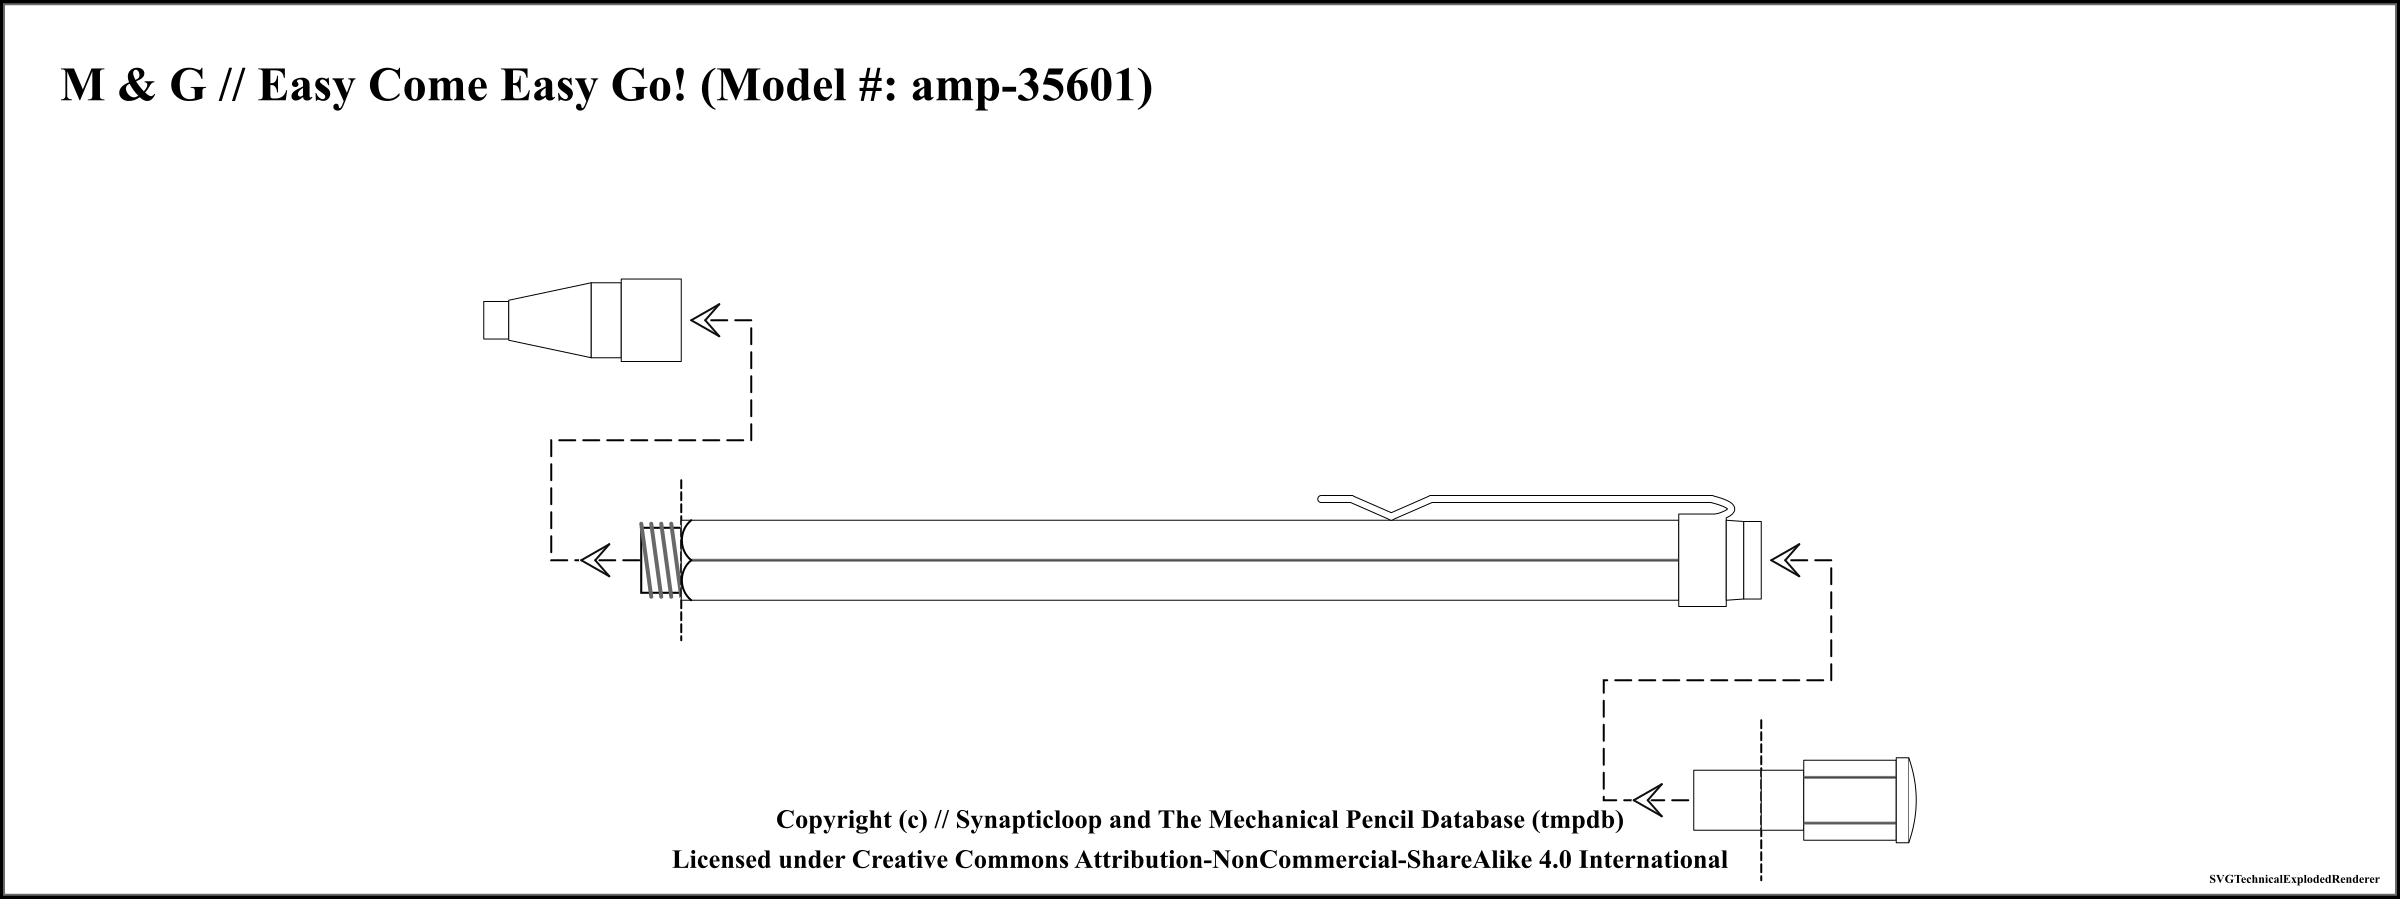 M & G // Easy Come Easy Go! (Model #: amp-35601)
Copyright (c) // Synapticloop and The Mechanical Pencil Database (tmpdb)
Licensed under Creative Commons Attribution-NonCommercial-ShareAlike 4.0 International
SVGTechnicalExplodedRenderer